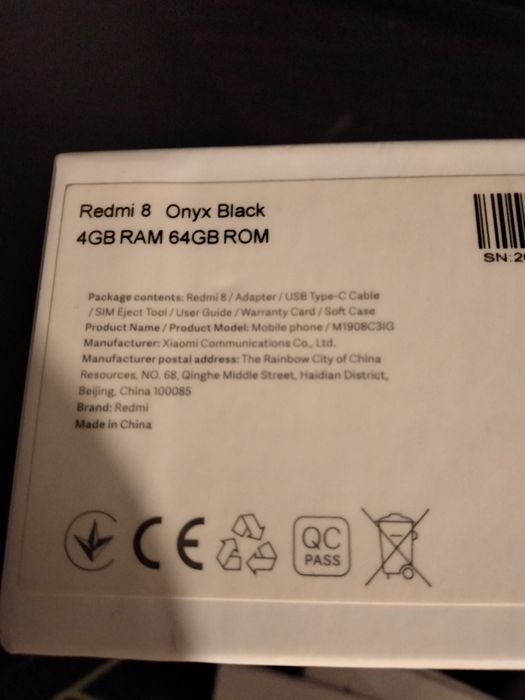 Redmi 8 Onyx Black
4GB RAM 64GB ROM
SN:20
Package contents: Redmi 8 / Adapter / USB Type-C Cable
/ SIM Eject Tool / User Guide / Warranty Card / Soft Case
Product Name / Product Model: Mobile phone / M1908C3IG
Manufacturer: Xiaomi Communications Co., Ltd.
Manufacturer postal address: The Rainbow City of China
Resources, NO. 68, Qinghe Middle Street, Haidian District,
Beijing, China 100085
Brand: Redmi
Made in China
CE
QC
PASS